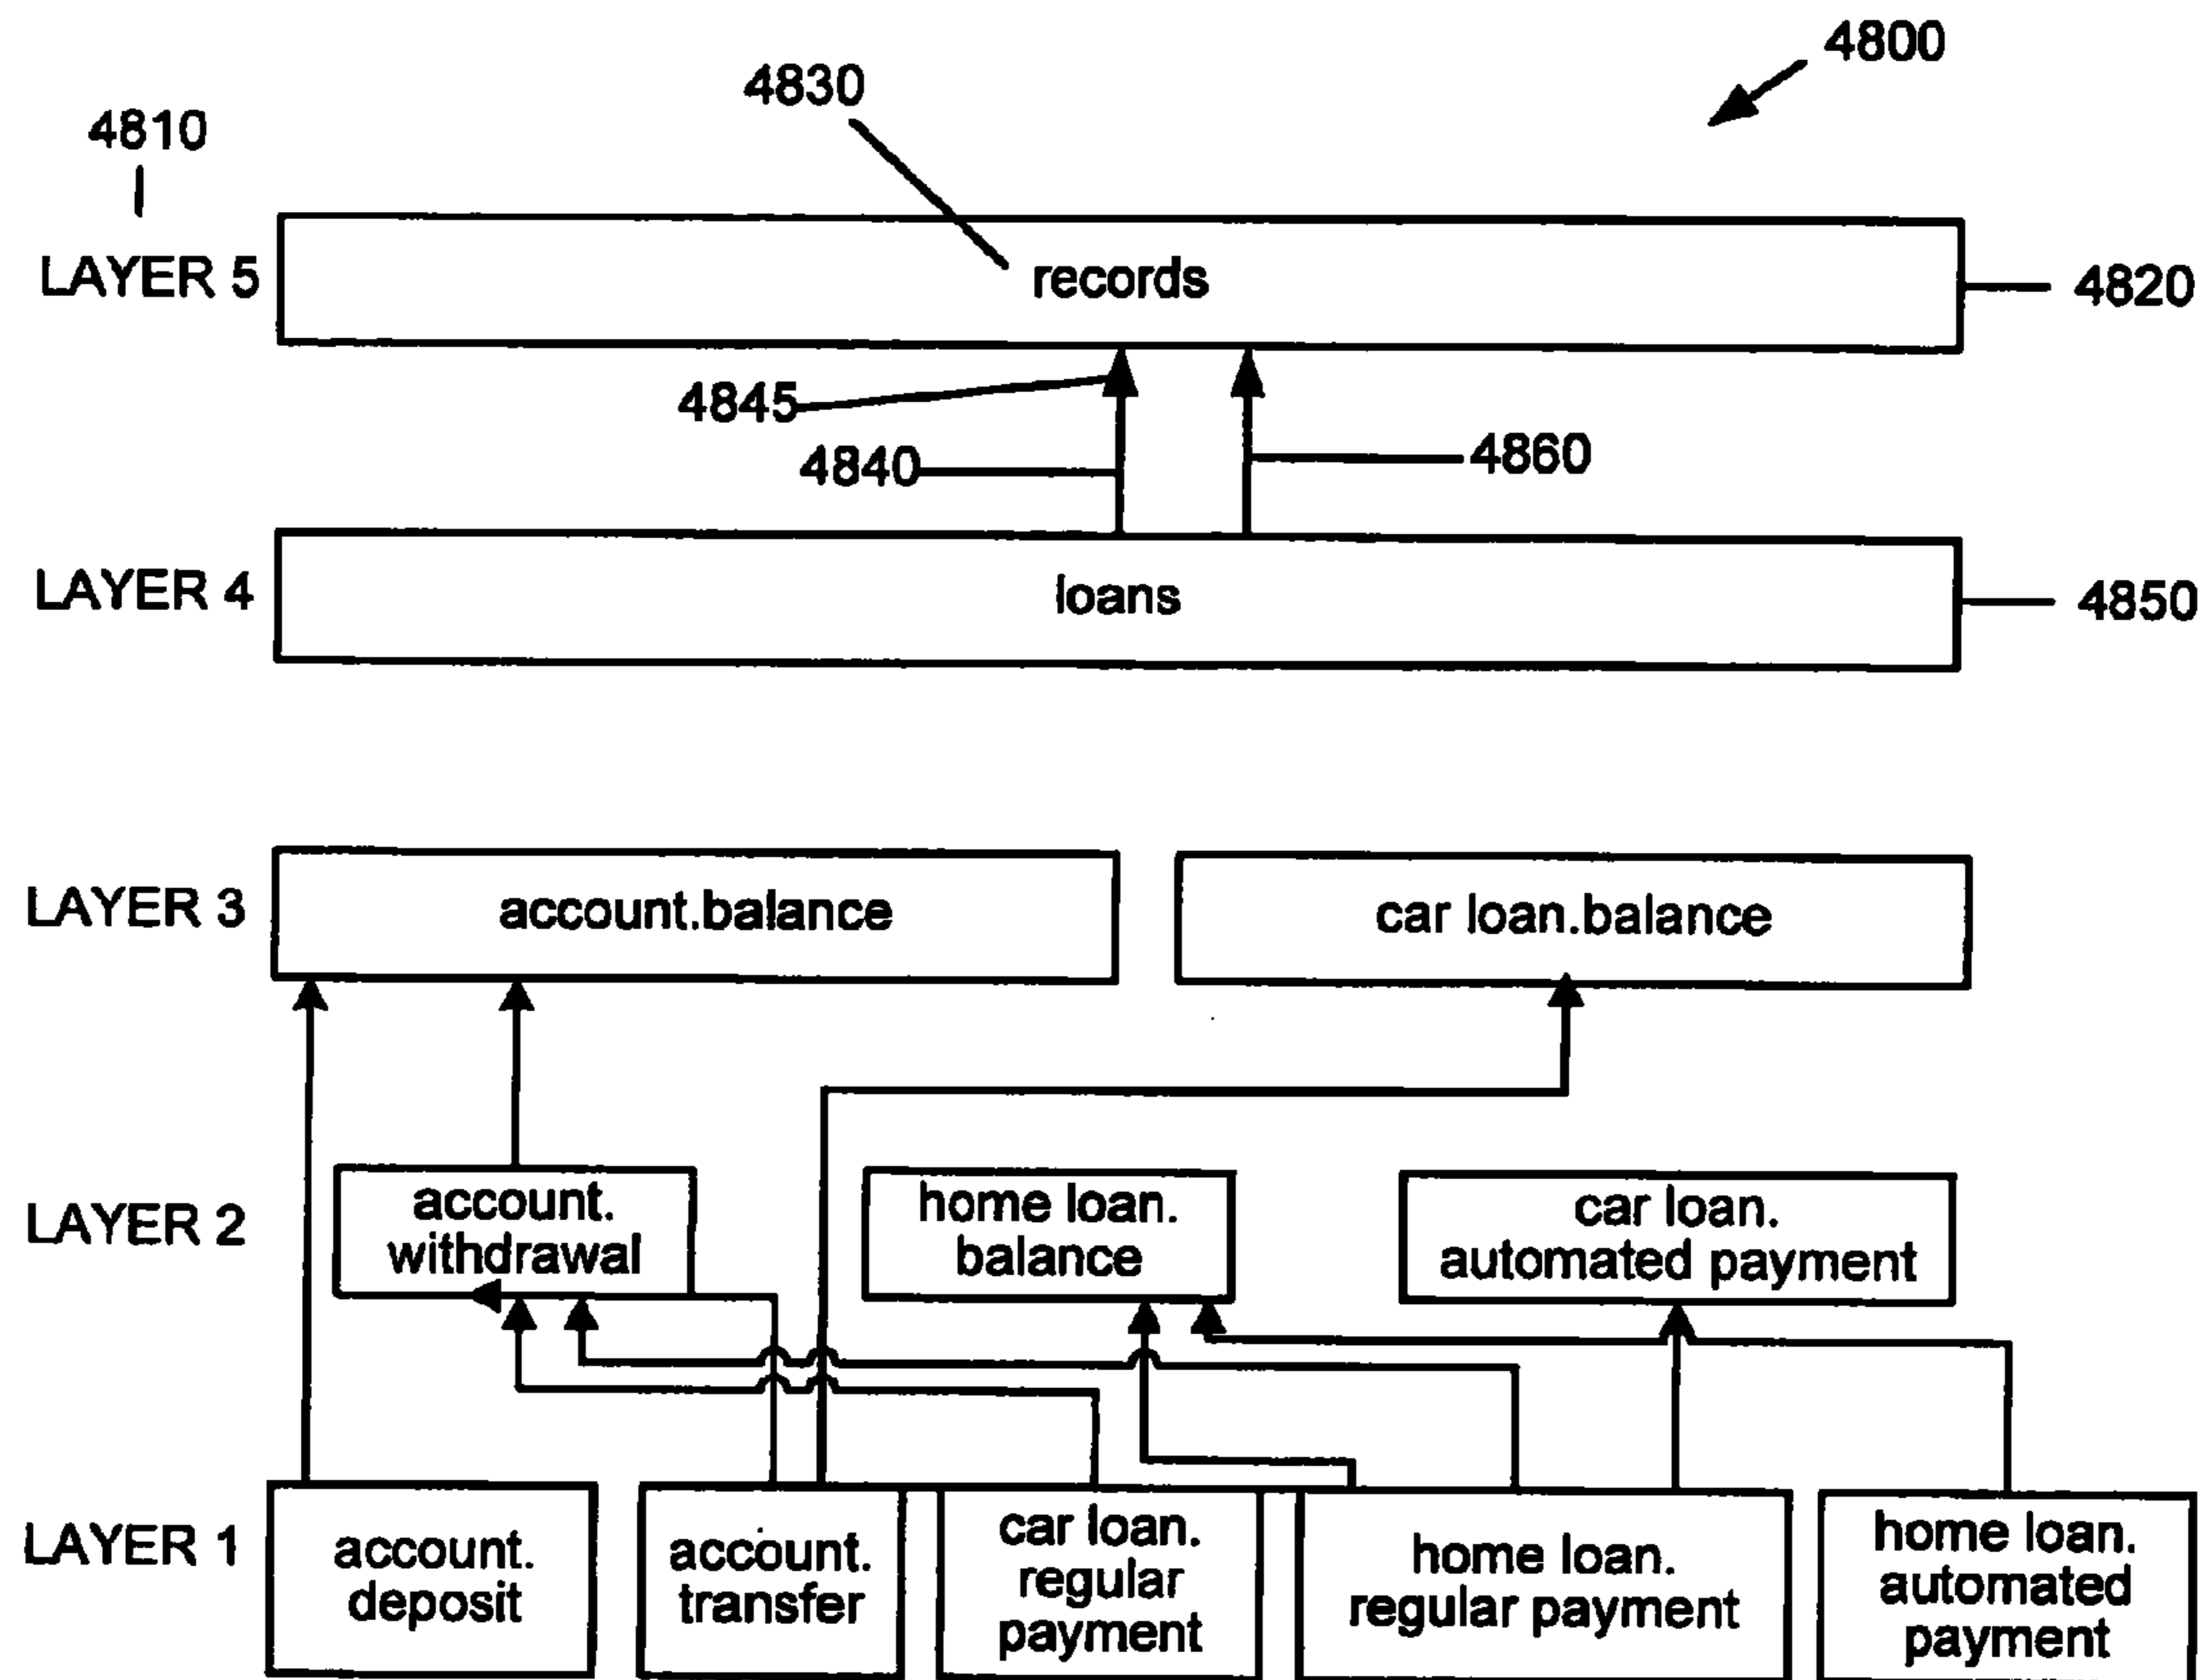 4800
4830
4810
LAYER 5
records
4820
4845
4840
4860
LAYER 4
loans
4850
LAYER 3
account.balance
car loan.balance
LAYER 2
account.
withdrawal
home loan.
balance
car loan.
automated payment
LAYER 1
account.
deposit
account.
transfer
car loan.
regular
payment
home loan.
regular payment
home loan.
automated
payment